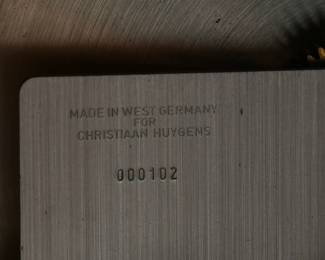 MADE IN WEST GERMANY
FOR
CHRISTIAAN HUYGENS
000102